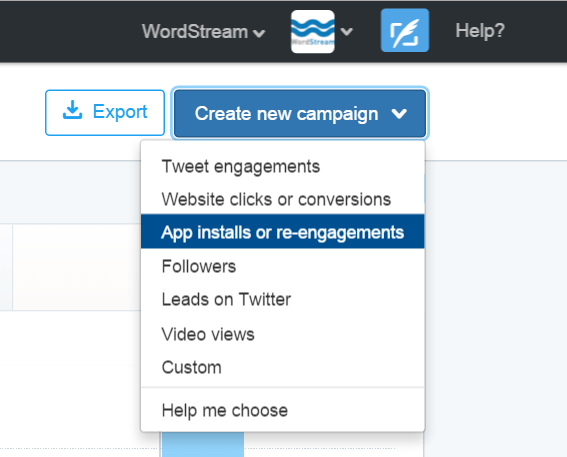 WordStream WordStream Help?
Export Create new campaign
Tweet engagements
Website clicks or conversions
App installs or re-engagements
Followers
Leads on Twitter
Video views
Custom
Help me choose